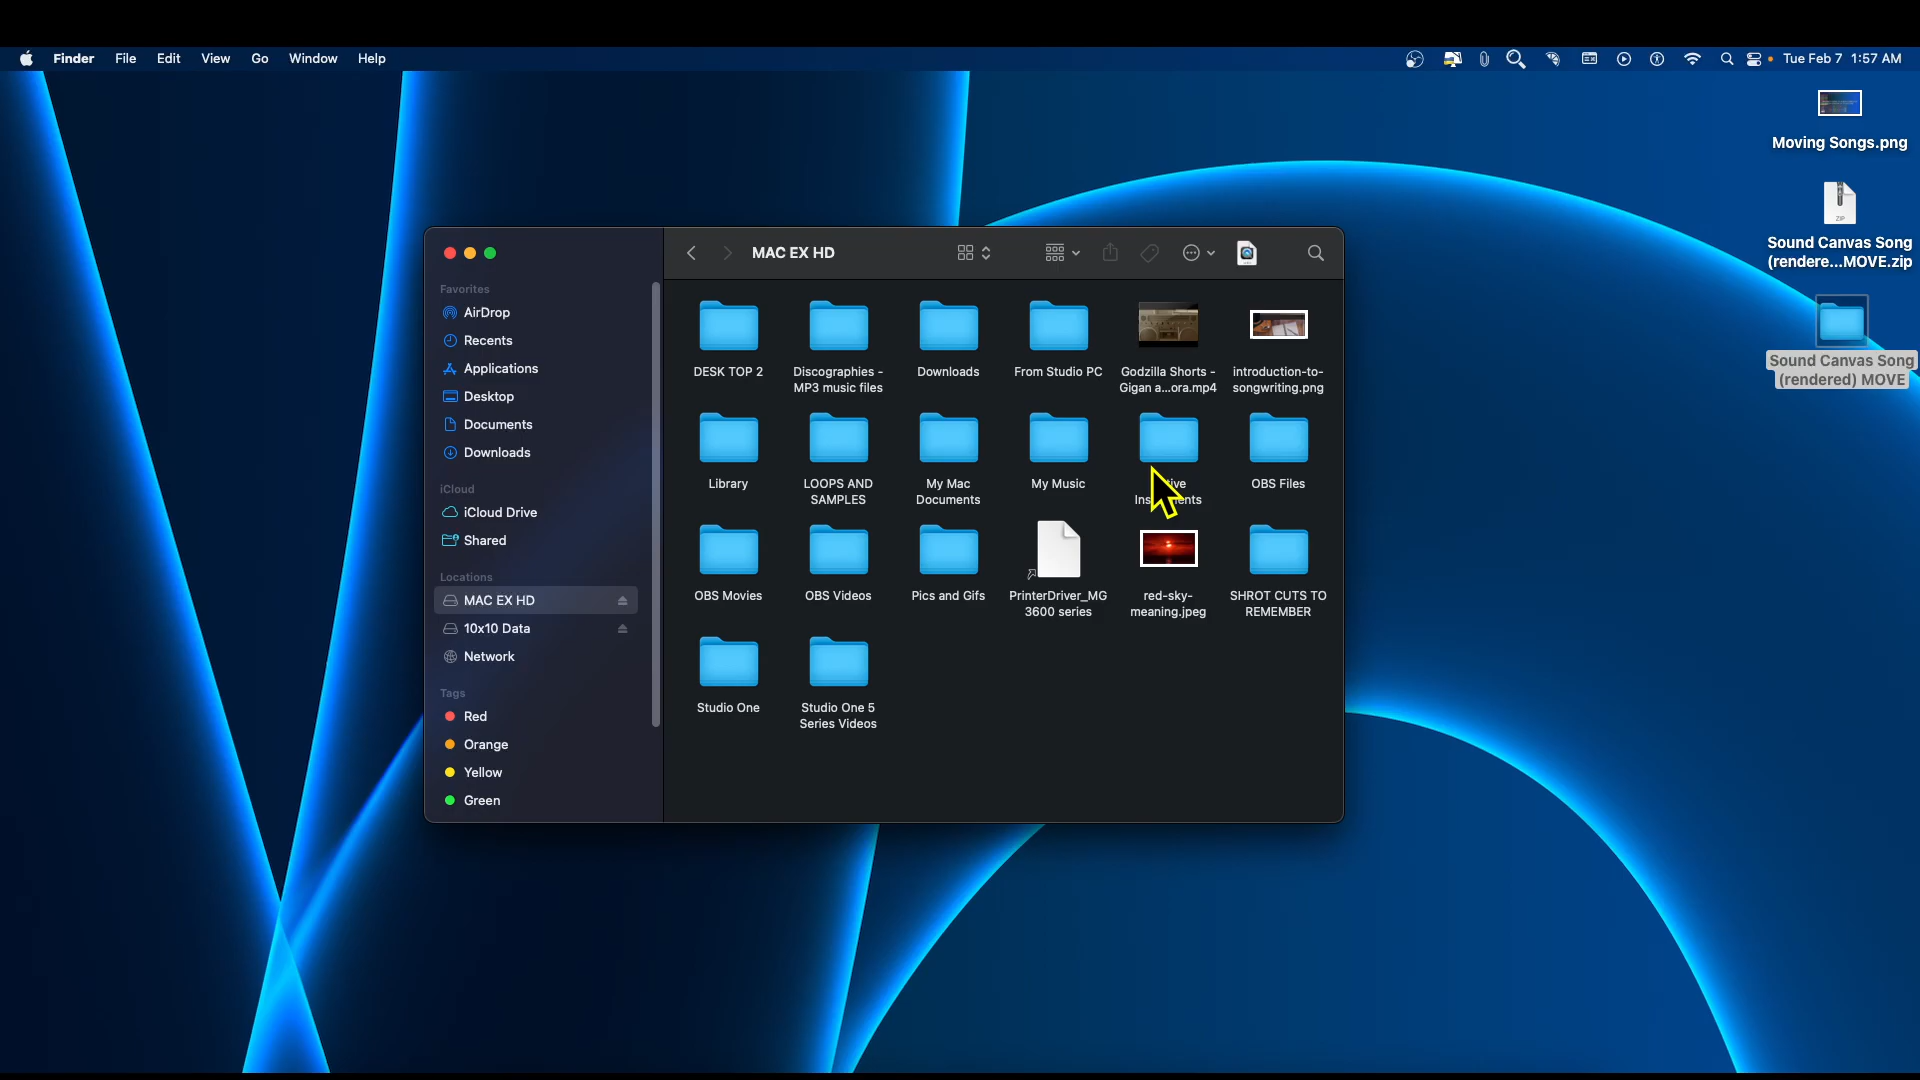 Finder File Edit View Go Window Help
Tue Feb 7 1:57 AM
Moving Songs.png
ZIP
Sound Canvas Song
(rendere...MOVE.zip
Sound Canvas Song
(rendered) MOVE
MAC EX HD
Favorites
AirDrop
Recents
Applications
Desktop
Documents
Downloads
iCloud
iCloud Drive
Shared
Locations
MAC EX HD
10x10 Data
Network
Tags
Red
Orange
Yellow
Green
DESK TOP 2
Discographies -
MP3 music files
Downloads
From Studio PC
Godzilla Shorts -
Gigan a...ora.mp4
introduction-to-
songwriting.png
Library
LOOPS AND
SAMPLES
My Mac
Documents
My Music
OBS Files
OBS Movies
OBS Videos
Pics and Gifs
PrinterDriver_MG
3600 series
red-sky-
meaning.jpeg
SHROT CUTS TO
REMEMBER
Studio One
Studio One 5
Series Videos